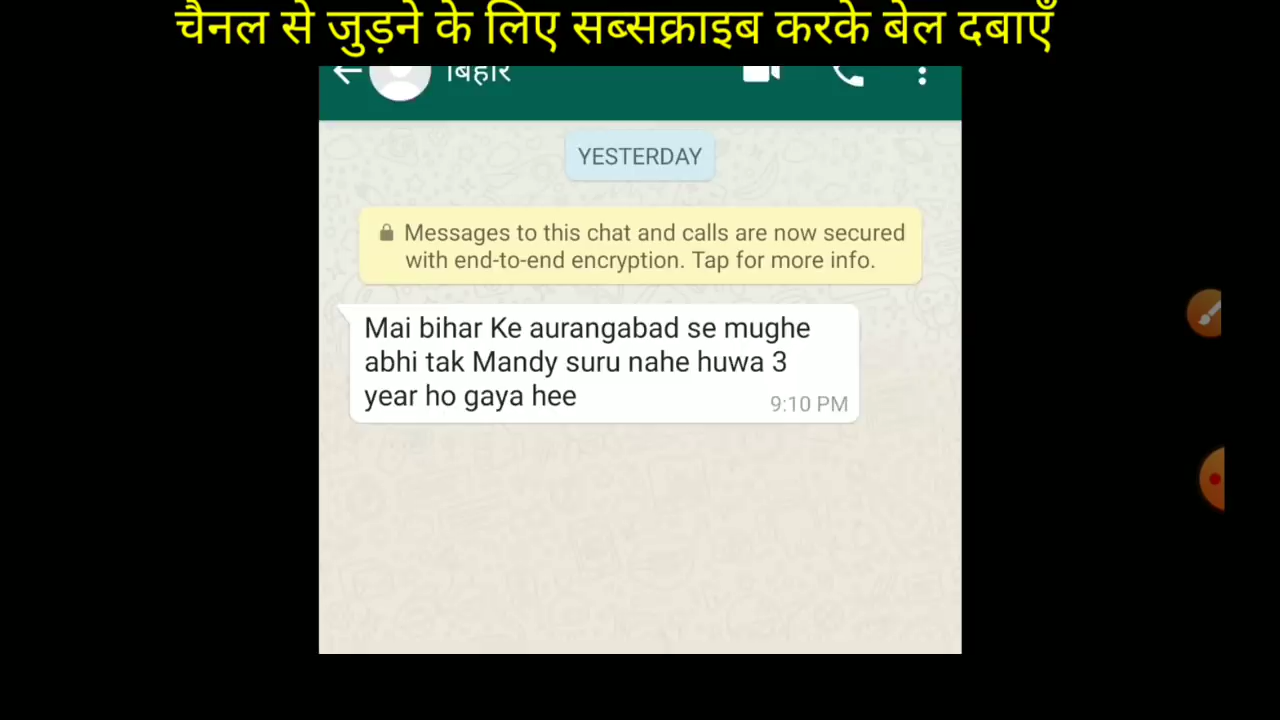 चैनल से जुड़ने के लिए सब्सक्राइब करके बेल दबाएँ
बिहार
YESTERDAY
Messages to this chat and calls are now secured
with end-to-end encryption. Tap for more info.
Mai bihar Ke aurangabad se mughe
abhi tak Mandy suru nahe huwa 3
year ho gaya hee
9:10 PM